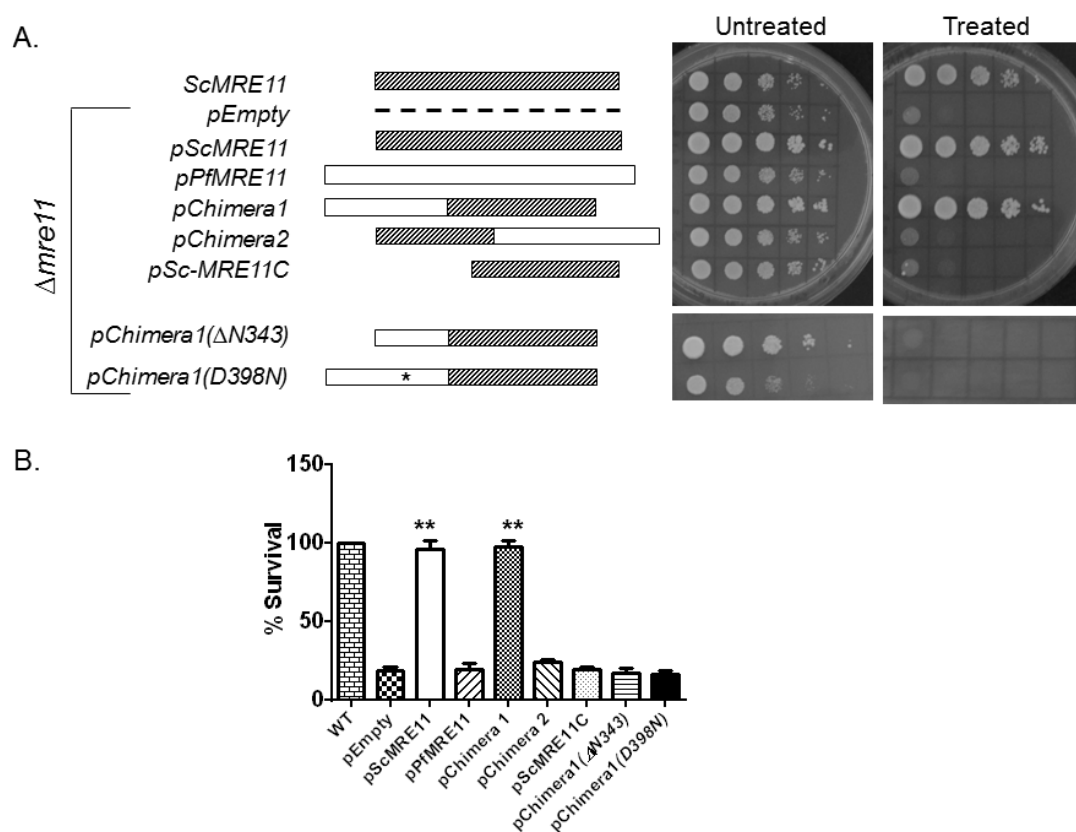 A.
Untreated
Treated
ScMRE11
pEmpty
pScMRE11
pPfMRE11
pChimera1
pChimera2
pSc-MRE11C
pChimera1(ΔN343)
pChimera1(D398N)
*
Δmre11
B.
% Survival
150
100
50
0
**
**
WT
pEmpty
pScMRE11
pPfMRE11
pChimera 1
pChimera 2
pScMRE11C
pChimera1(ΔN343)
pChimera1(D398N)